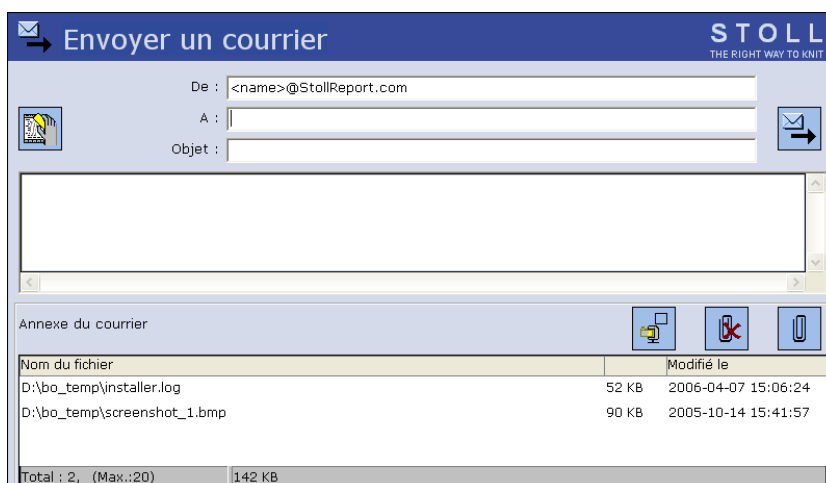 Envoyer un courrier
STOLL
THE RIGHT WAY TO KNIT
De : <name>@StollReport.com
A :
Objet :
Annexe du courrier
Nom du fichier Modifié le
D:\bo_temp\installer.log 52 KB 2006-04-07 15:06:24
D:\bo_temp\screenshot_1.bmp 90 KB 2005-10-14 15:41:57
Total : 2, (Max.:20) 142 KB